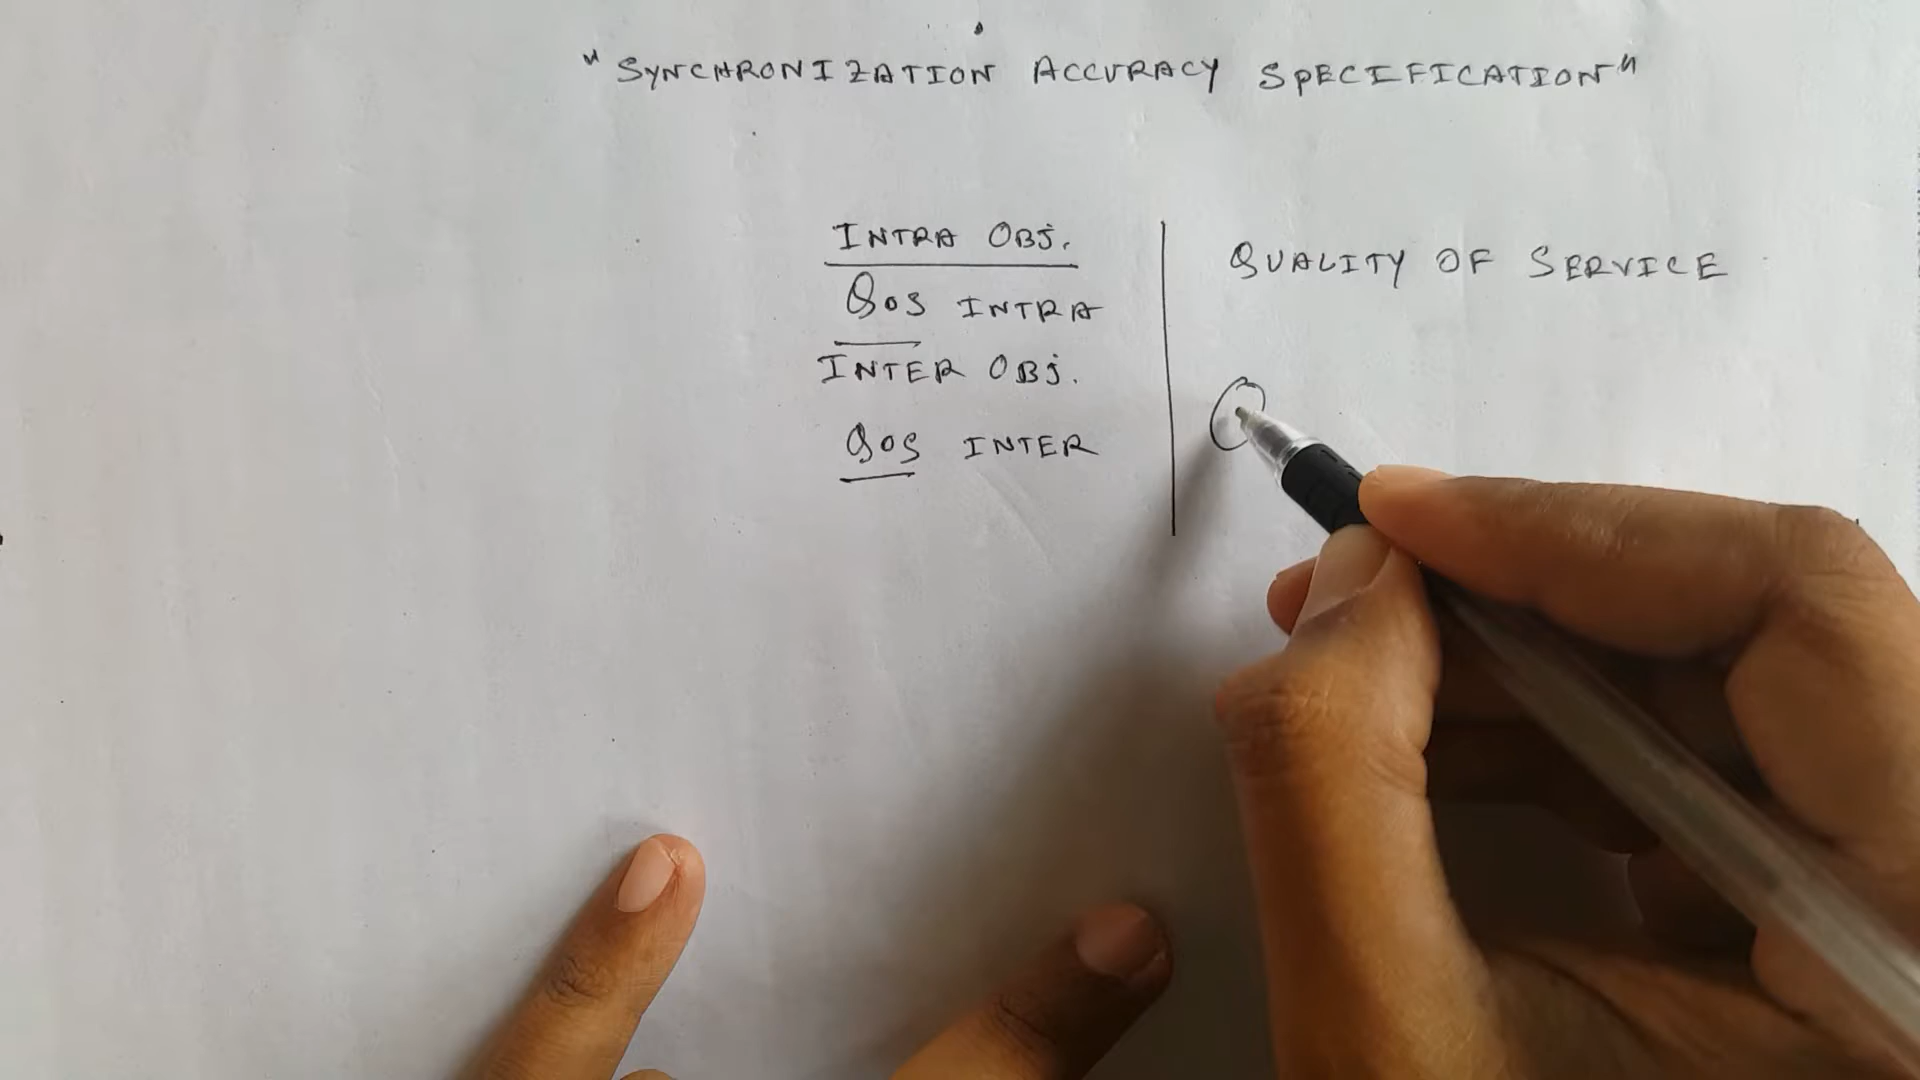 "SYNCHRONIZATION ACCURACY SPECIFICATION"
INTRA OBJ.
QOS INTRA
INTER OBJ.
QOS INTER
QUALITY OF SERVICE